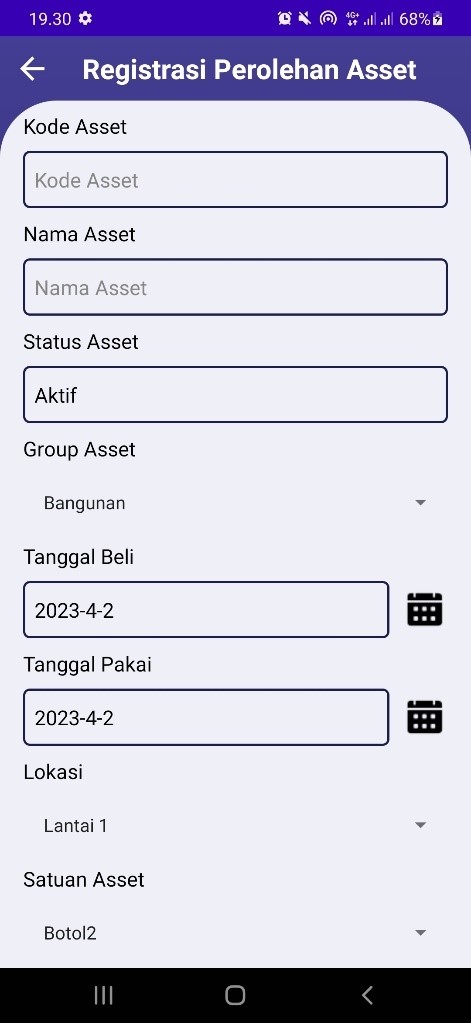 19.30
4G+
68%
Registrasi Perolehan Asset
Kode Asset
Kode Asset
Nama Asset
Nama Asset
Status Asset
Aktif
Group Asset
Bangunan
Tanggal Beli
2023-4-2
Tanggal Pakai
2023-4-2
Lokasi
Lantai 1
Satuan Asset
Botol2